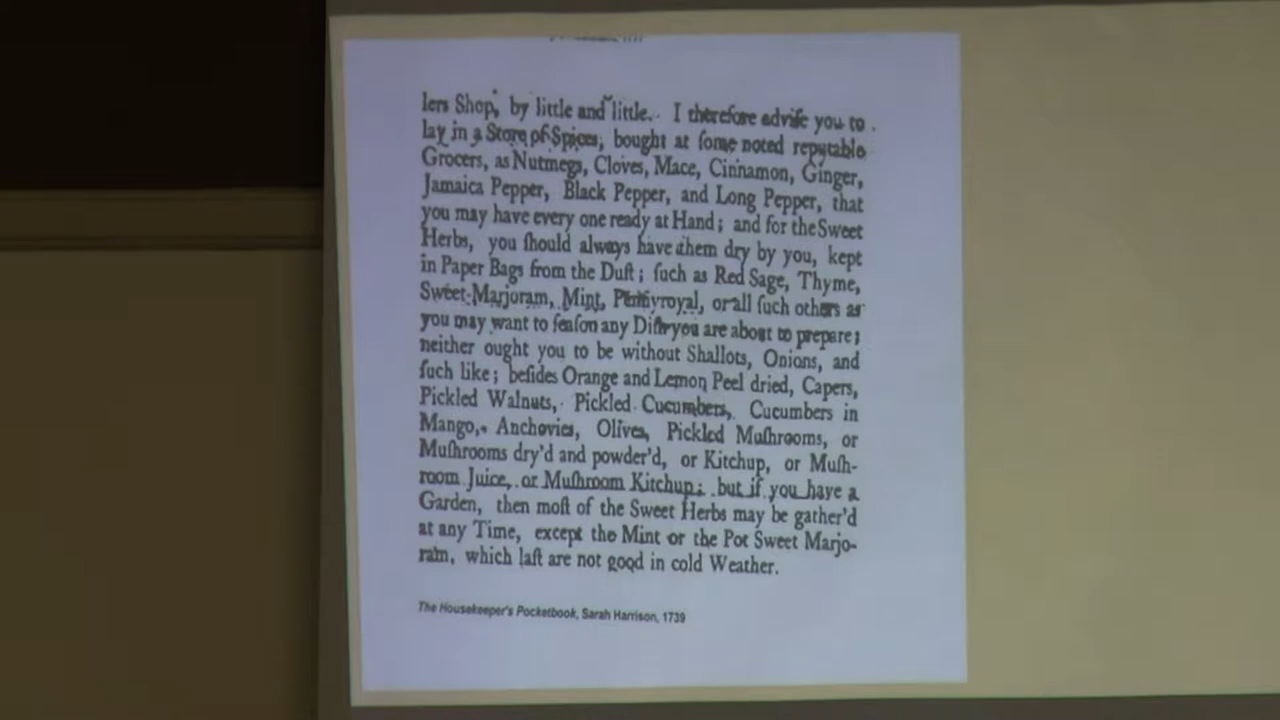 lers Shop, by little and little. I therefore adviſe you to
lay in a Store of Spices, bought at ſome noted reputable
Grocers, as Nutmegs, Cloves, Mace, Cinnamon, Ginger,
Jamaica Pepper, Black Pepper, and Long Pepper, that
you may have every one ready at Hand; and for the Sweet
Herbs, you ſhould always have them dry by you, kept
in Paper Bags from the Duſt; ſuch as Red Sage, Thyme,
Sweet-Marjoram, Mint, Pennyroyal, or all ſuch others as
you may want to ſeaſon any Diſh you are about to prepare;
neither ought you to be without Shallots, Onions, and
ſuch like; beſides Orange and Lemon Peel dried, Capers,
Pickled Walnuts, Pickled Cucumbers, Cucumbers in
Mango, Anchovies, Olives, Pickled Muſhrooms, or
Muſhrooms dry'd and powder'd, or Kitchup, or Muſh-
room Juice, or Muſhroom Kitchup; but if you have a
Garden, then moſt of the Sweet Herbs may be gather'd
at any Time, except the Mint or the Pot Sweet Marjo-
ram, which laſt are not good in cold Weather.
The Housekeeper's Pocketbook, Sarah Harrison, 1739